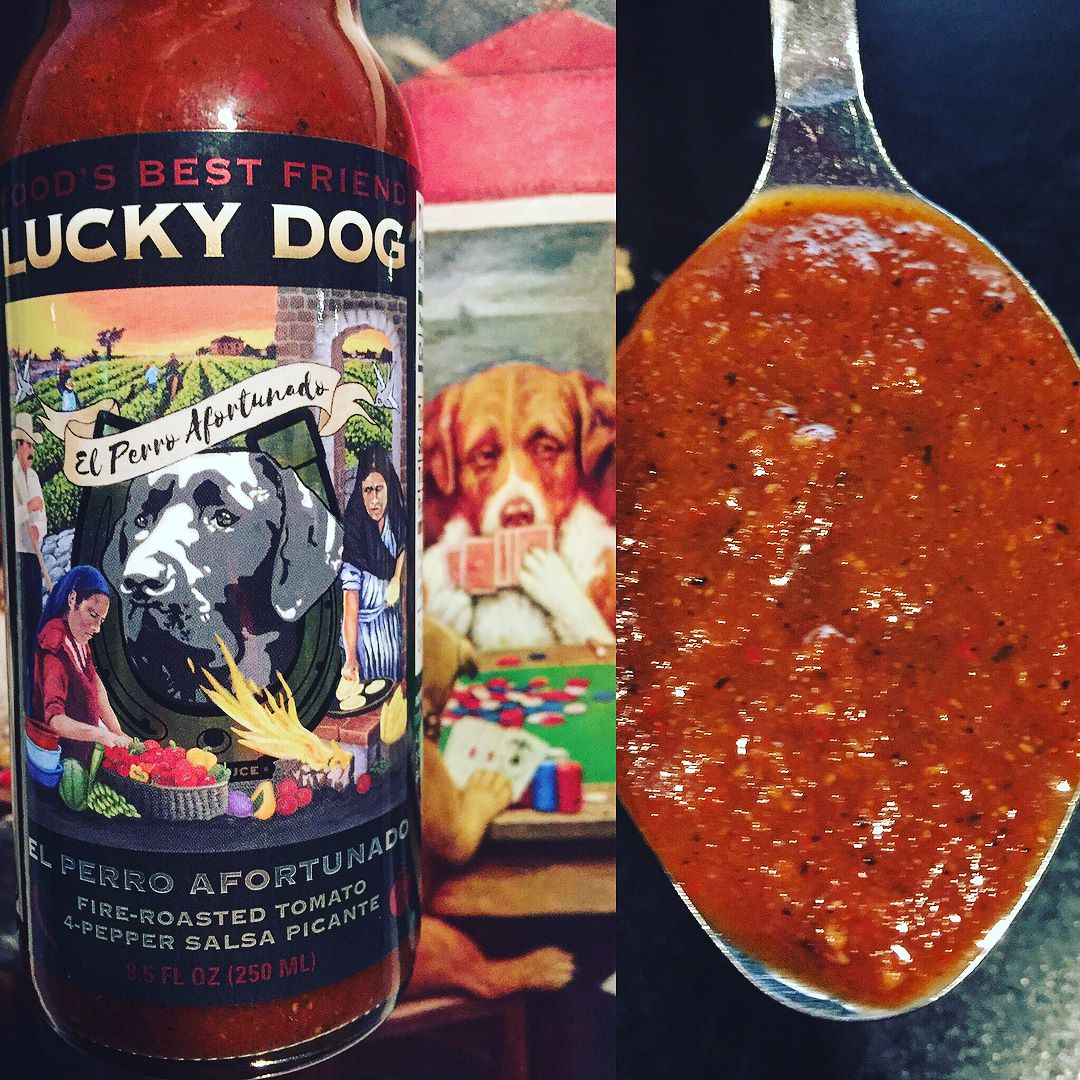 FOOD'S BEST FRIEND
LUCKY DOG
El Perro Afortunado
EL PERRO AFORTUNADO
FIRE-ROASTED TOMATO
4-PEPPER SALSA PICANTE
8.5 FL OZ (250 ML)